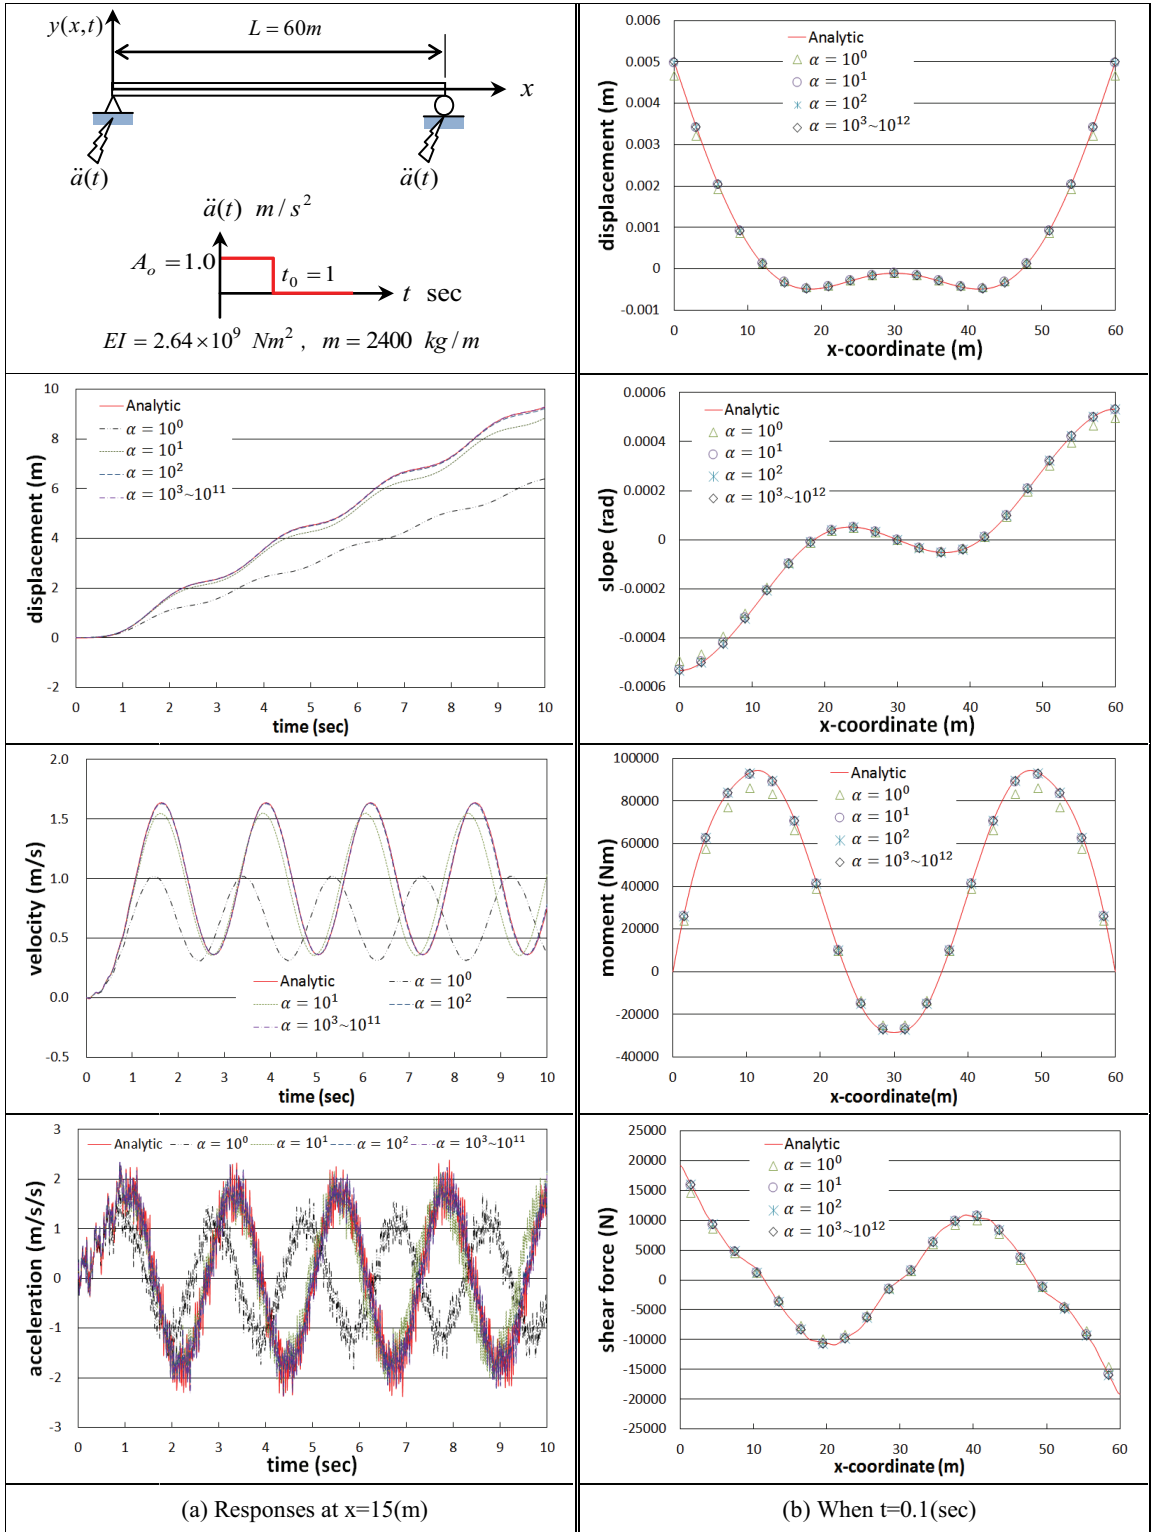 y(x,t)
L = 60m
x
ä(t)
ä(t)
ä(t) m/s²
Aₒ = 1.0
t₀ = 1
t sec
EI = 2.64×10⁹ Nm², m = 2400 kg/m
displacement (m)
0.006
0.005
0.004
0.003
0.002
0.001
0
-0.001
Analytic
α = 10⁰
α = 10¹
α = 10²
α = 10³~10¹²
0 10 20 30 40 50 60
x-coordinate (m)
displacement (m)
10
8
6
4
2
0
-2
Analytic
α = 10⁰
α = 10¹
α = 10²
α = 10³~10¹¹
0 1 2 3 4 5 6 7 8 9 10
time (sec)
slope (rad)
0.0006
0.0004
0.0002
0
-0.0002
-0.0004
-0.0006
Analytic
α = 10⁰
α = 10¹
α = 10²
α = 10³~10¹²
0 10 20 30 40 50 60
x-coordinate (m)
velocity (m/s)
2.0
1.5
1.0
0.5
0.0
-0.5
Analytic
α = 10⁰
α = 10¹
α = 10²
α = 10³~10¹¹
0 1 2 3 4 5 6 7 8 9 10
time (sec)
moment (Nm)
100000
80000
60000
40000
20000
0
-20000
-40000
Analytic
α = 10⁰
α = 10¹
α = 10²
α = 10³~10¹²
0 10 20 30 40 50 60
x-coordinate(m)
acceleration (m/s/s)
3
2
1
0
-1
-2
-3
Analytic α = 10⁰ α = 10¹ α = 10² α = 10³~10¹¹
0 1 2 3 4 5 6 7 8 9 10
time (sec)
shear force (N)
25000
20000
15000
10000
5000
0
-5000
-10000
-15000
-20000
-25000
Analytic
α = 10⁰
α = 10¹
α = 10²
α = 10³~10¹²
0 10 20 30 40 50 60
x-coordinate (m)
(a) Responses at x=15(m)
(b) When t=0.1(sec)